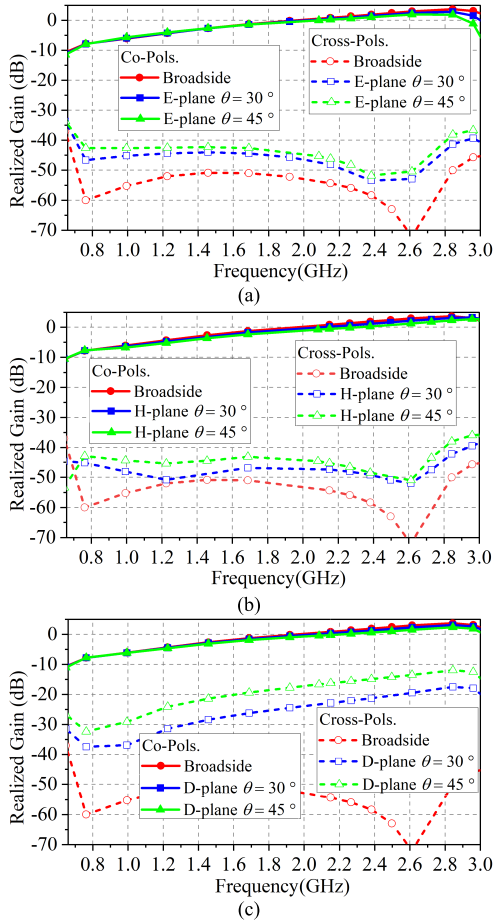 Realized Gain (dB)
10
0
-10
-20
-30
-40
-50
-60
-70
Co-Pols.
Broadside
E-plane θ = 30 °
E-plane θ = 45 °
Cross-Pols.
Broadside
E-plane θ = 30 °
E-plane θ = 45 °
0.8 1.0 1.2 1.4 1.6 1.8 2.0 2.2 2.4 2.6 2.8 3.0
Frequency(GHz)
(a)
Realized Gain (dB)
0
-10
-20
-30
-40
-50
-60
-70
Co-Pols.
Broadside
H-plane θ = 30 °
H-plane θ = 45 °
Cross-Pols.
Broadside
H-plane θ = 30 °
H-plane θ = 45 °
0.8 1.0 1.2 1.4 1.6 1.8 2.0 2.2 2.4 2.6 2.8 3.0
Frequency(GHz)
(b)
Realized Gain (dB)
0
-10
-20
-30
-40
-50
-60
-70
Co-Pols.
Broadside
D-plane θ = 30 °
D-plane θ = 45 °
Cross-Pols.
Broadside
D-plane θ = 30 °
D-plane θ = 45 °
0.8 1.0 1.2 1.4 1.6 1.8 2.0 2.2 2.4 2.6 2.8 3.0
Frequency(GHz)
(c)